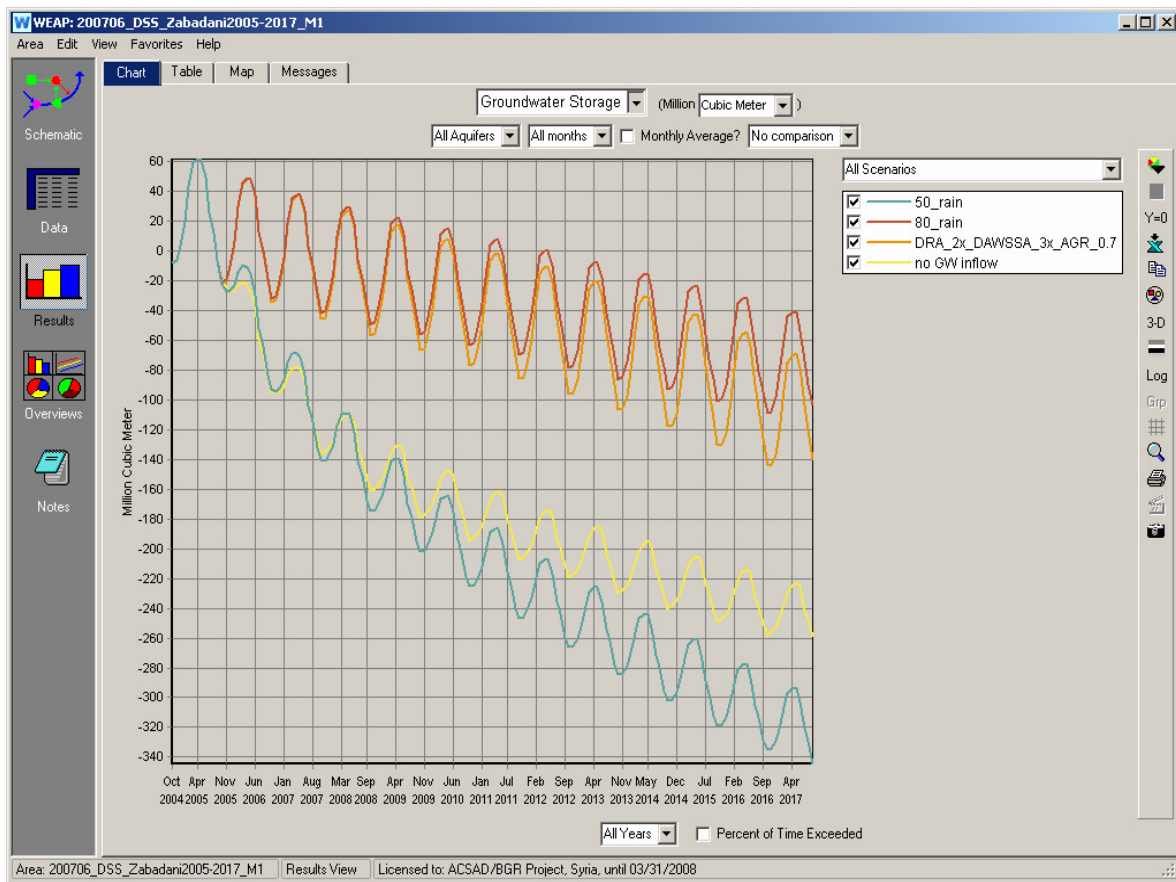 WEAP: 200706_DSS_Zabadani2005-2017_M1
Area Edit View Favorites Help
Chart Table Map Messages
Schematic
Data
Results
Overviews
Notes
Groundwater Storage (Million Cubic Meter )
All Aquifers All months Monthly Average? No comparison
All Scenarios
50_rain
80_rain
DRA_2x_DAWSSA_3x_AGR_0.7
no GW inflow
Y=0
3-D
Log
Grp
Million Cubic Meter
60
40
20
0
-20
-40
-60
-80
-100
-120
-140
-160
-180
-200
-220
-240
-260
-280
-300
-320
-340
Oct Apr Nov Jun Jan Aug Mar Sep Apr Nov Jun Jan Jul Feb Sep Apr Nov May Dec Jul Feb Sep Apr
2004 2005 2005 2006 2007 2007 2008 2008 2009 2009 2010 2011 2011 2012 2012 2013 2013 2014 2014 2015 2016 2016 2017
All Years Percent of Time Exceeded
Area: 200706_DSS_Zabadani2005-2017_M1 Results View Licensed to: ACSAD/BGR Project, Syria, until 03/31/2008